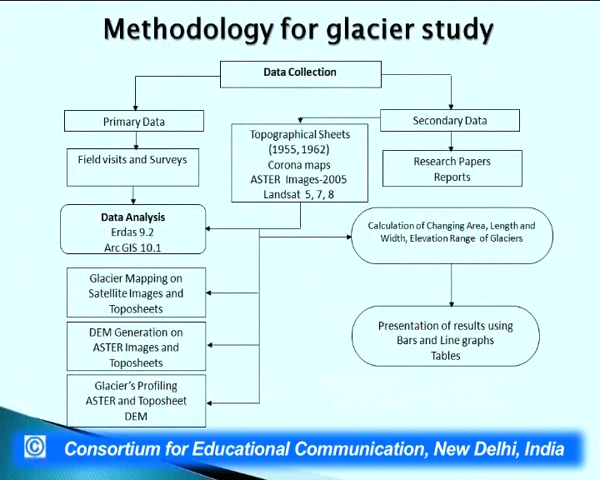 Methodology for glacier study
Data Collection
Primary Data
Secondary Data
Topographical Sheets
(1955, 1962)
Corona maps
ASTER Images-2005
Landsat 5, 7, 8
Field visits and Surveys
Research Papers
Reports
Data Analysis
Erdas 9.2
Arc GIS 10.1
Calculation of Changing Area, Length and
Width, Elevation Range of Glaciers
Glacier Mapping on
Satellite Images and
Toposheets
DEM Generation on
ASTER Images and
Toposheets
Presentation of results using
Bars and Line graphs
Tables
Glacier's Profiling
ASTER and Toposheet
DEM
© Consortium for Educational Communication, New Delhi, India